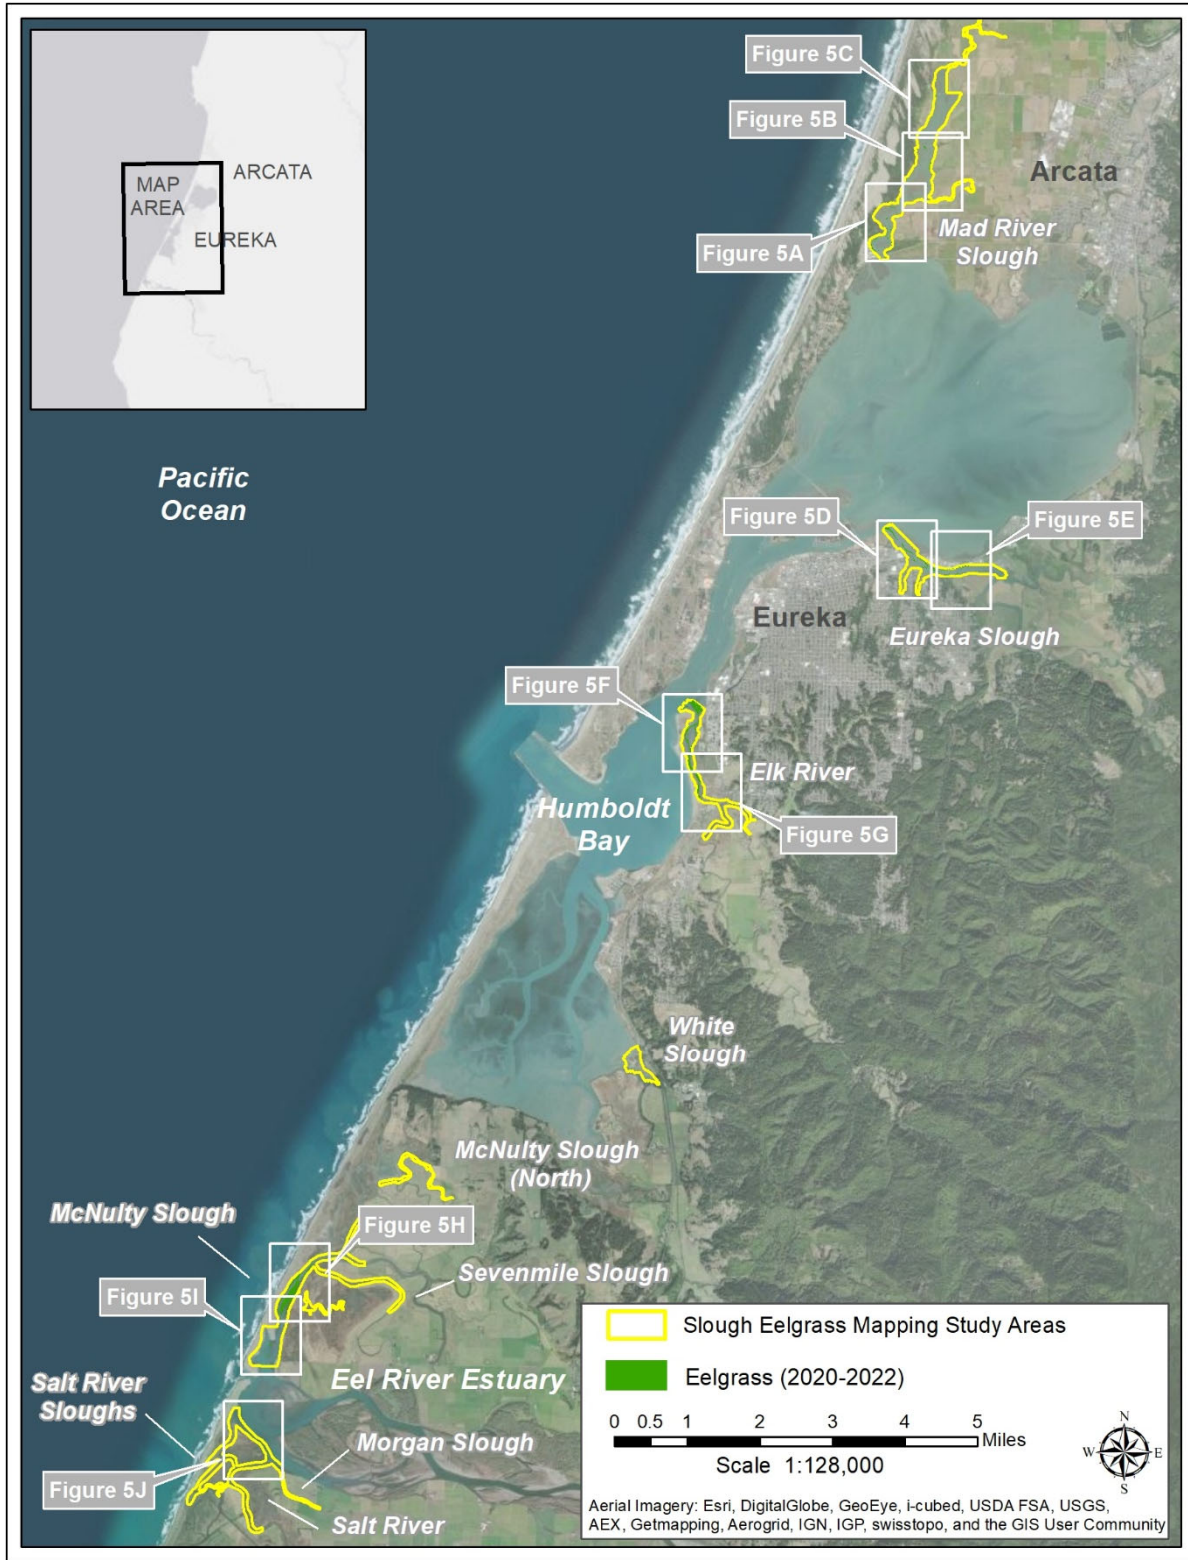 MAP
AREA
ARCATA
EUREKA
Figure 5C
Figure 5B
Arcata
Figure 5A
Mad River
Slough
Pacific
Ocean
Figure 5D
Figure 5E
Eureka
Eureka Slough
Figure 5F
Elk River
Humboldt
Bay
Figure 5G
White
Slough
McNulty Slough
(North)
McNulty Slough
Figure 5H
Sevenmile Slough
Figure 5I
Eel River Estuary
Salt River
Sloughs
Morgan Slough
Figure 5J
Salt River
Slough Eelgrass Mapping Study Areas
Eelgrass (2020-2022)
0 0.5 1 2 3 4 5
Miles
Scale 1:128,000
N
W E
S
Aerial Imagery: Esri, DigitalGlobe, GeoEye, i-cubed, USDA FSA, USGS,
AEX, Getmapping, Aerogrid, IGN, IGP, swisstopo, and the GIS User Community